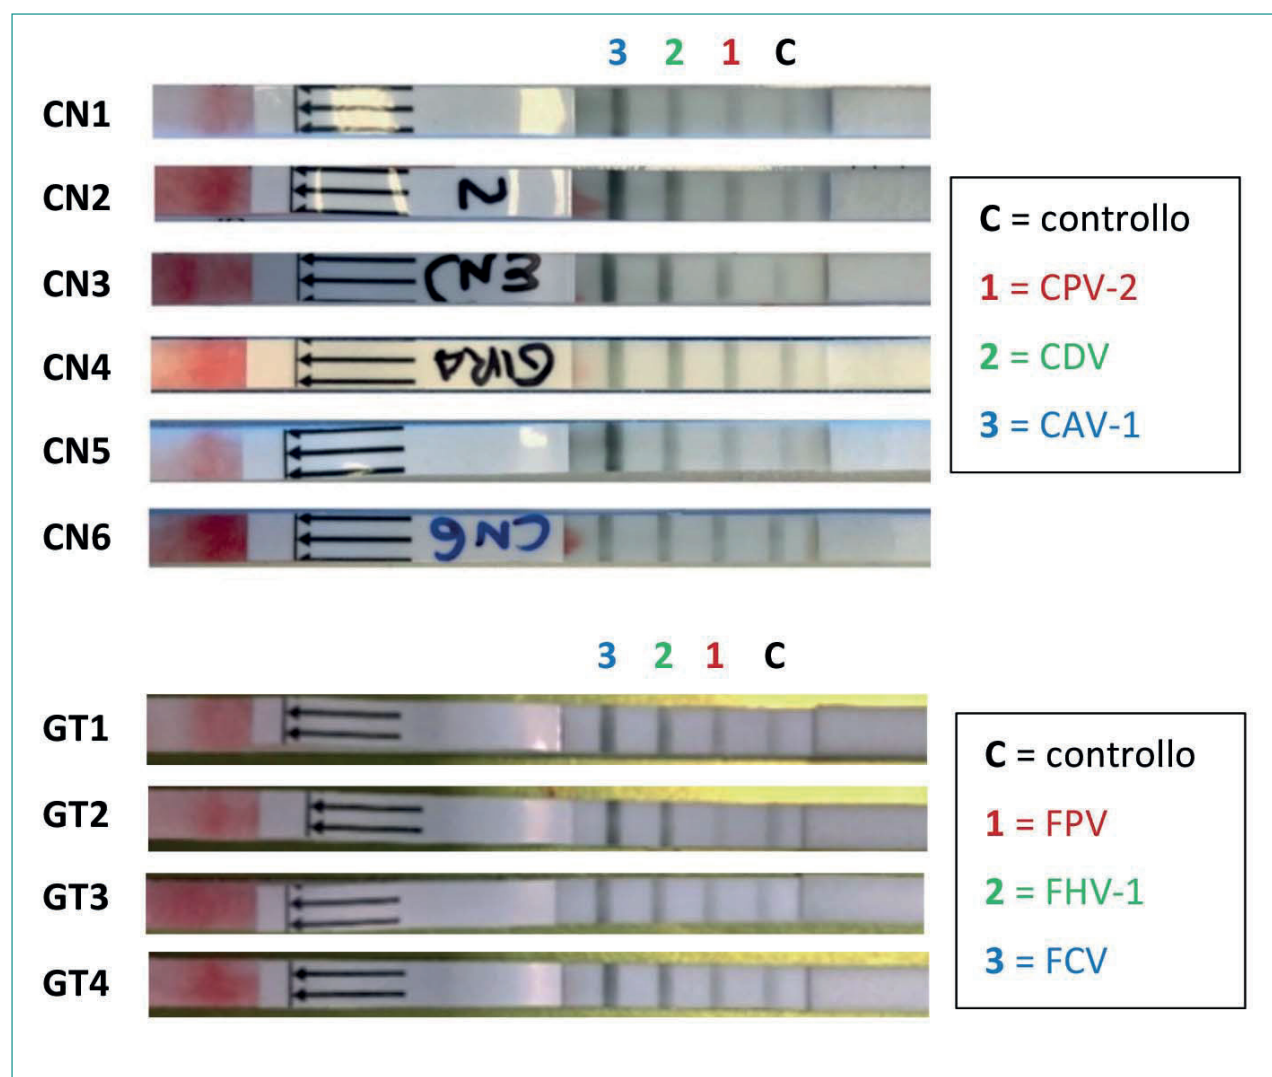 3 2 1 C
CN1
CN2 2
CN3 CN3
CN4 GIRA
CN5
CN6 CN6
C = controllo
1 = CPV-2
2 = CDV
3 = CAV-1
3 2 1 C
GT1
GT2
GT3
GT4
C = controllo
1 = FPV
2 = FHV-1
3 = FCV